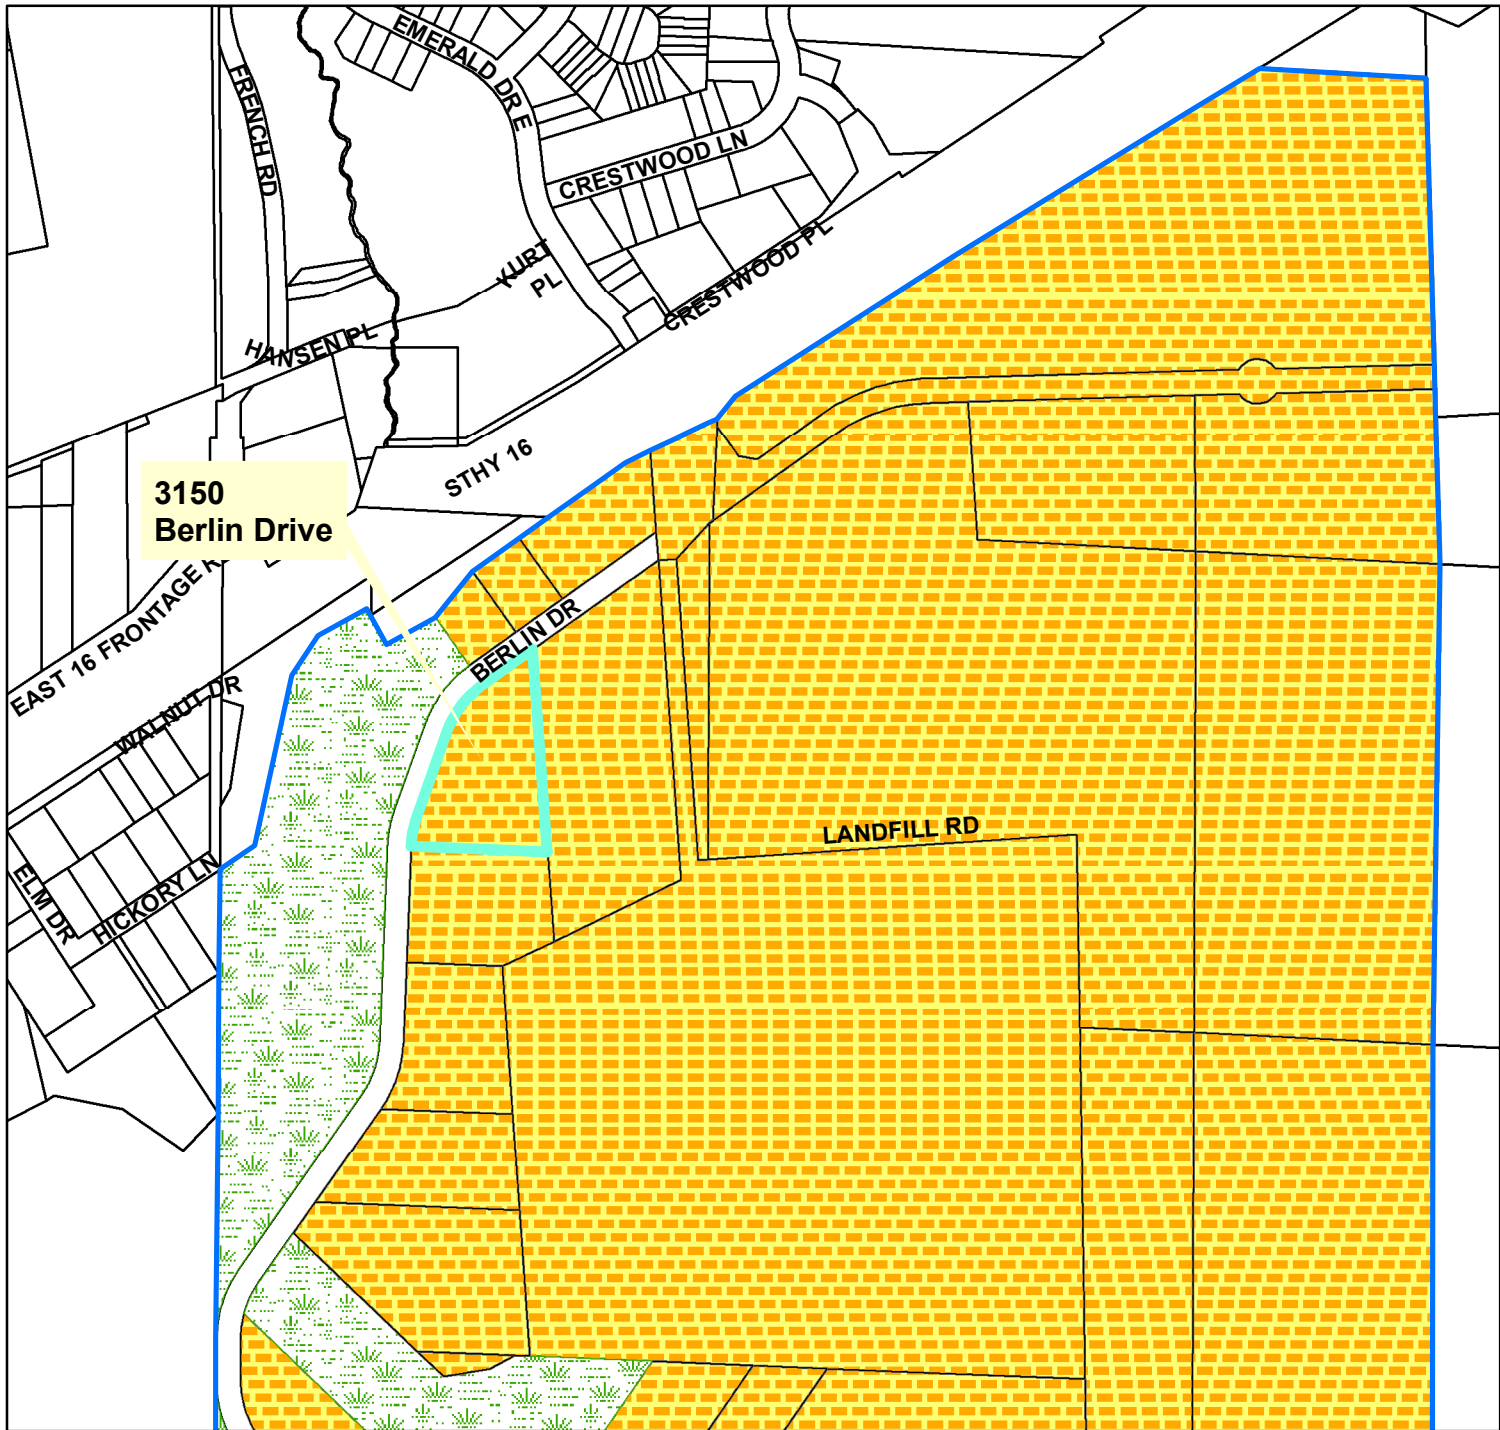 EMERALD DR E
FRENCH RD
CRESTWOOD LN
KURT
PL
CRESTWOOD PL
HANSEN PL
STHY 16
3150
Berlin Drive
EAST 16 FRONTAGE R
BERLIN DR
WALNUT DR
LANDFILL RD
ELM DR
HICKORY LN